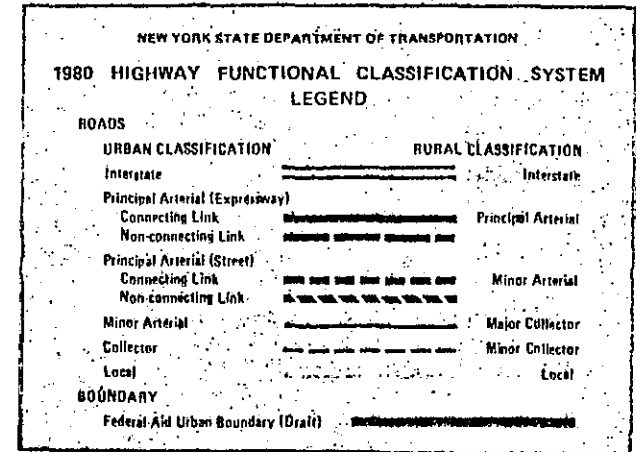 NEW YORK STATE DEPARTMENT OF TRANSPORTATION
1980 HIGHWAY FUNCTIONAL CLASSIFICATION SYSTEM
LEGEND
ROADS
URBAN CLASSIFICATION RURAL CLASSIFICATION
Interstate Interstate
Principal Arterial (Expressway)
Connecting Link Principal Arterial
Non-connecting Link
Principal Arterial (Street)
Connecting Link Minor Arterial
Non-connecting Link
Minor Arterial Major Collector
Collector Minor Collector
Local Local
BOUNDARY
Federal-Aid Urban Boundary (Draft)